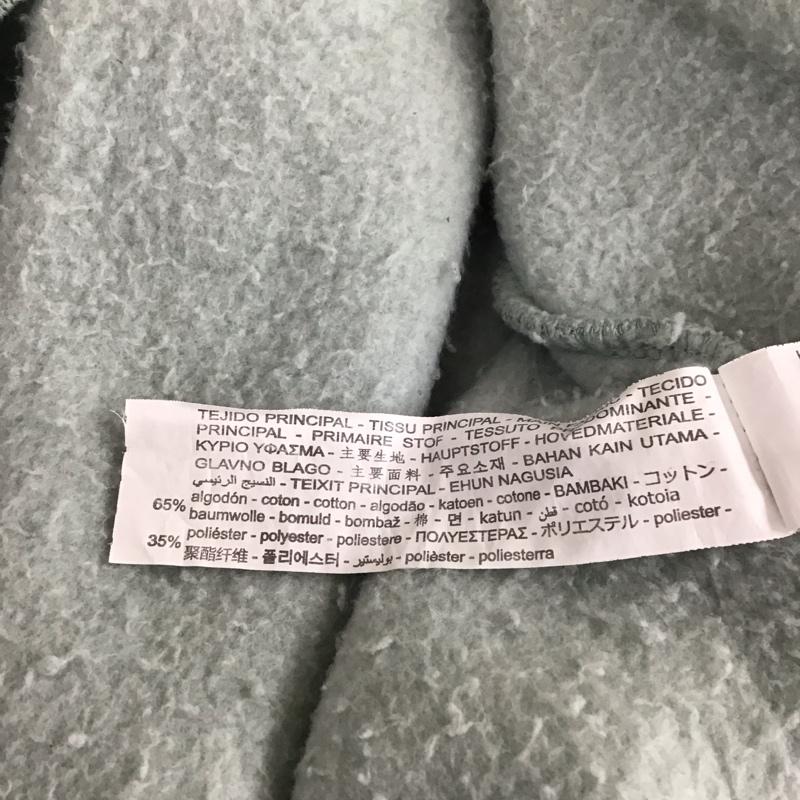 TEJIDO PRINCIPAL - TISSU PRINCIPAL - TECIDO
PRINCIPAL - PRIMAIRE STOF - TESSUTO PREDOMINANTE -
ΚΥΡΙΟ ΥΦΑΣΜΑ - 主要生地 - HAUPTSTOFF - HOVEDMATERIALE -
GLAVNO BLAGO - 主要面料 - 주요소재 - BAHAN KAIN UTAMA -
النسيج الرئيسي - TEIXIT PRINCIPAL - EHUN NAGUSIA
65% algodón - coton - cotton - algodão - katoen - cotone - BAMBAKI - コットン -
baumwolle - bomuld - bombaž - 棉 - 면 - katun - قطن - cotó - kotoia
35% poliéster - polyester - poliestere - ΠΟΛΥΕΣΤΕΡΑΣ - ポリエステル - poliester -
聚酯纤维 - 폴리에스터 - بوليستير - polièster - poliesterra